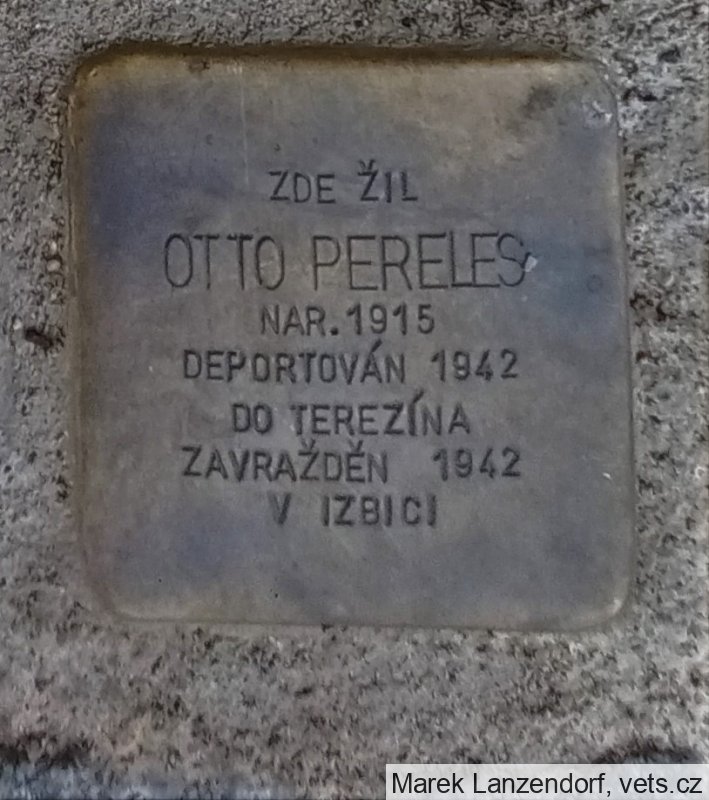 ZDE ŽIL
OTTO PERELES
NAR. 1915
DEPORTOVÁN 1942
DO TEREZÍNA
ZAVRAŽDĚN 1942
V IZBICI
Marek Lanzendorf, vets.cz